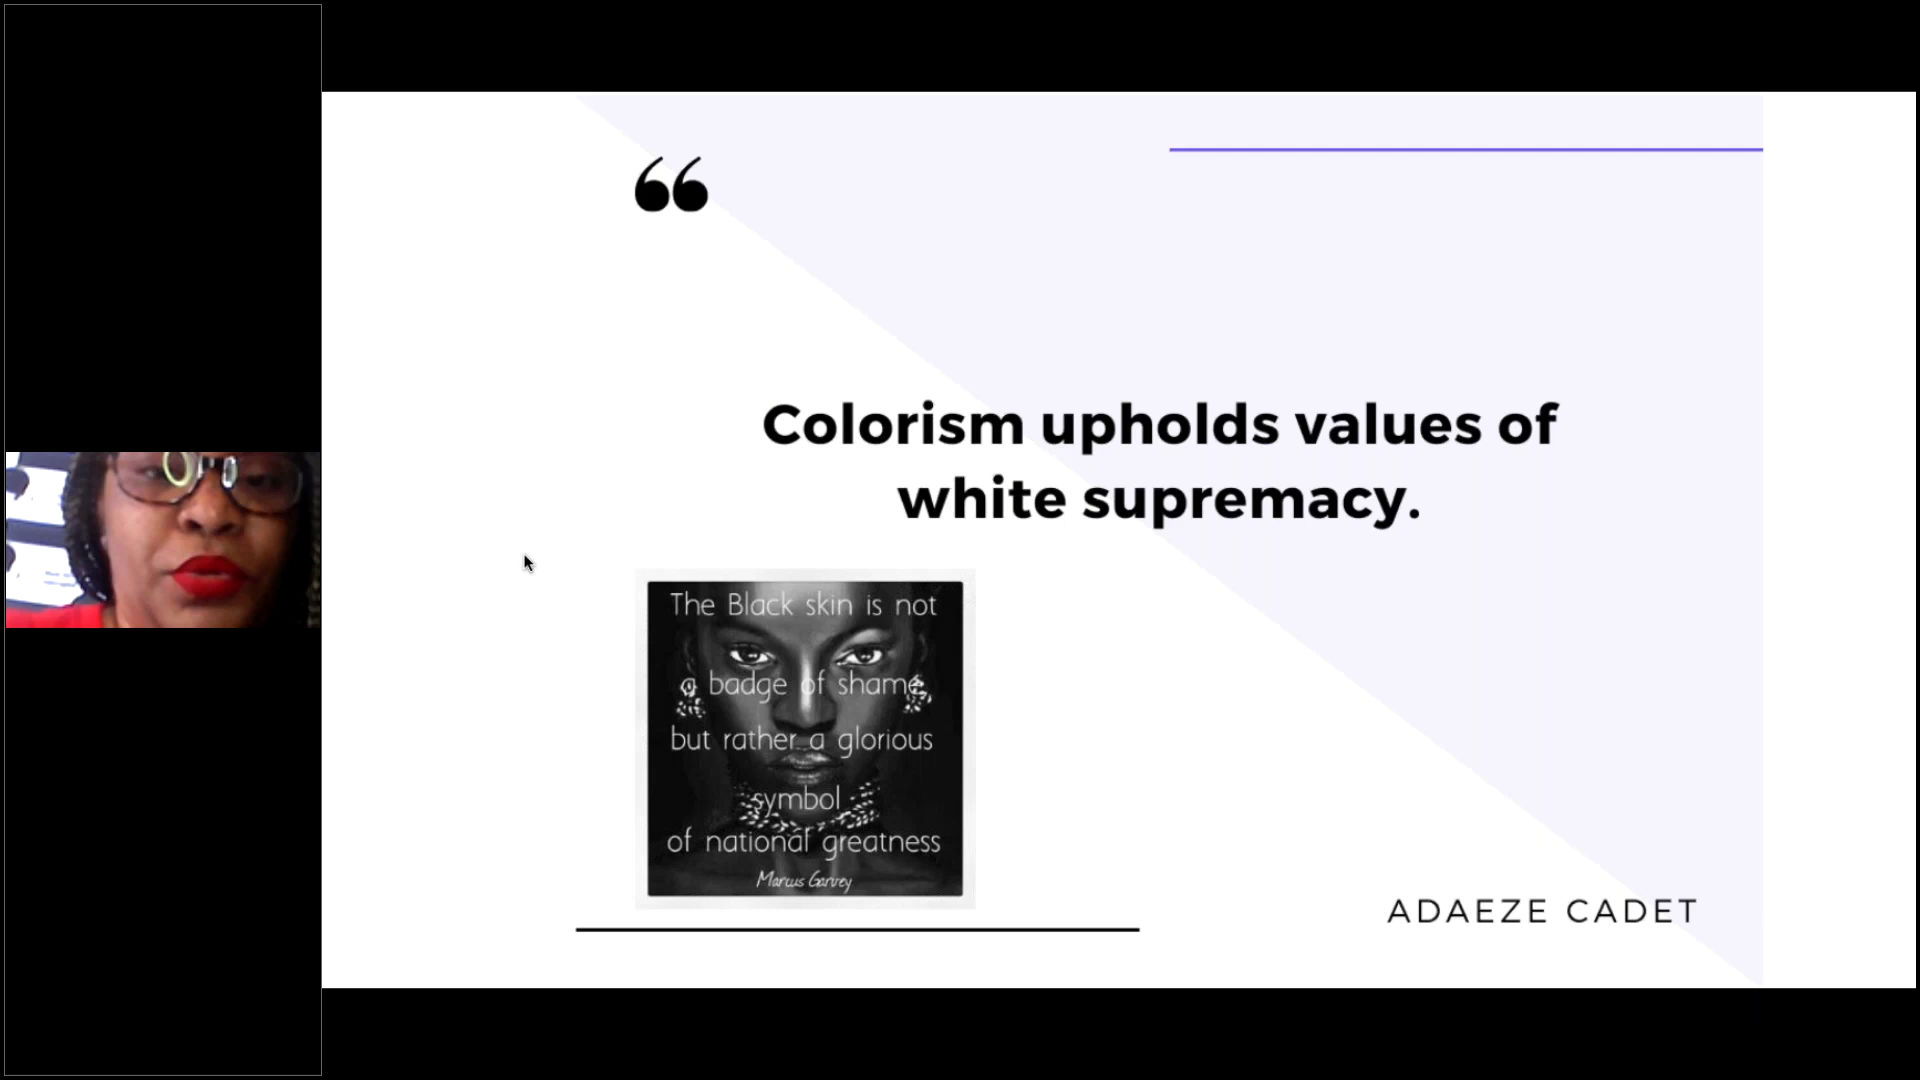 “
Colorism upholds values of
white supremacy.
The Black skin is not
a badge of shame,
but rather a glorious
symbol
of national greatness
Marcus Garvey
ADAEZE CADET